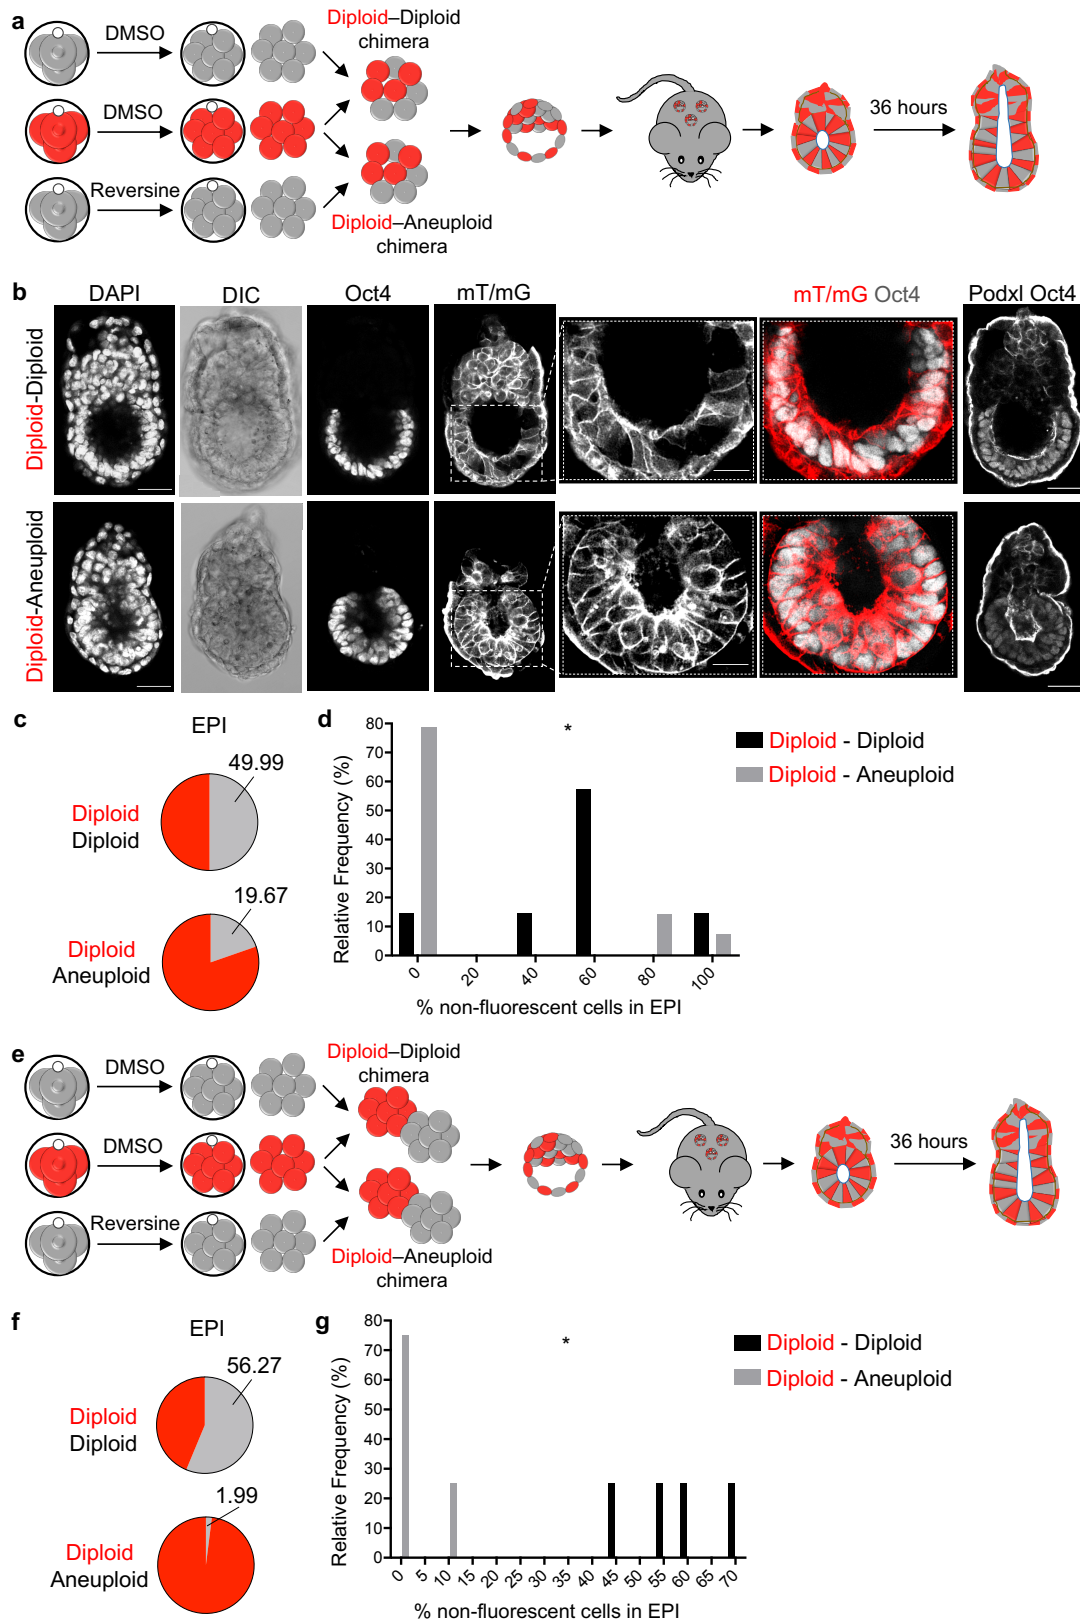 a
DMSO
Diploid–Diploid
chimera
DMSO
Reversine
Diploid–Aneuploid
chimera
36 hours
b
DAPI
DIC
Oct4
mT/mG
mT/mG Oct4
Podxl Oct4
Diploid-Diploid
Diploid-Aneuploid
c
EPI
49.99
Diploid
Diploid
19.67
Diploid
Aneuploid
d
Relative Frequency (%)
80
70
60
50
40
30
20
10
0
*
0
20
40
60
80
100
% non-fluorescent cells in EPI
Diploid - Diploid
Diploid - Aneuploid
e
DMSO
Diploid–Diploid
chimera
DMSO
Reversine
Diploid–Aneuploid
chimera
36 hours
f
EPI
56.27
Diploid
Diploid
1.99
Diploid
Aneuploid
g
Relative Frequency (%)
80
70
60
50
40
30
20
10
0
*
0
5
10
15
20
25
30
35
40
45
50
55
60
65
70
% non-fluorescent cells in EPI
Diploid - Diploid
Diploid - Aneuploid